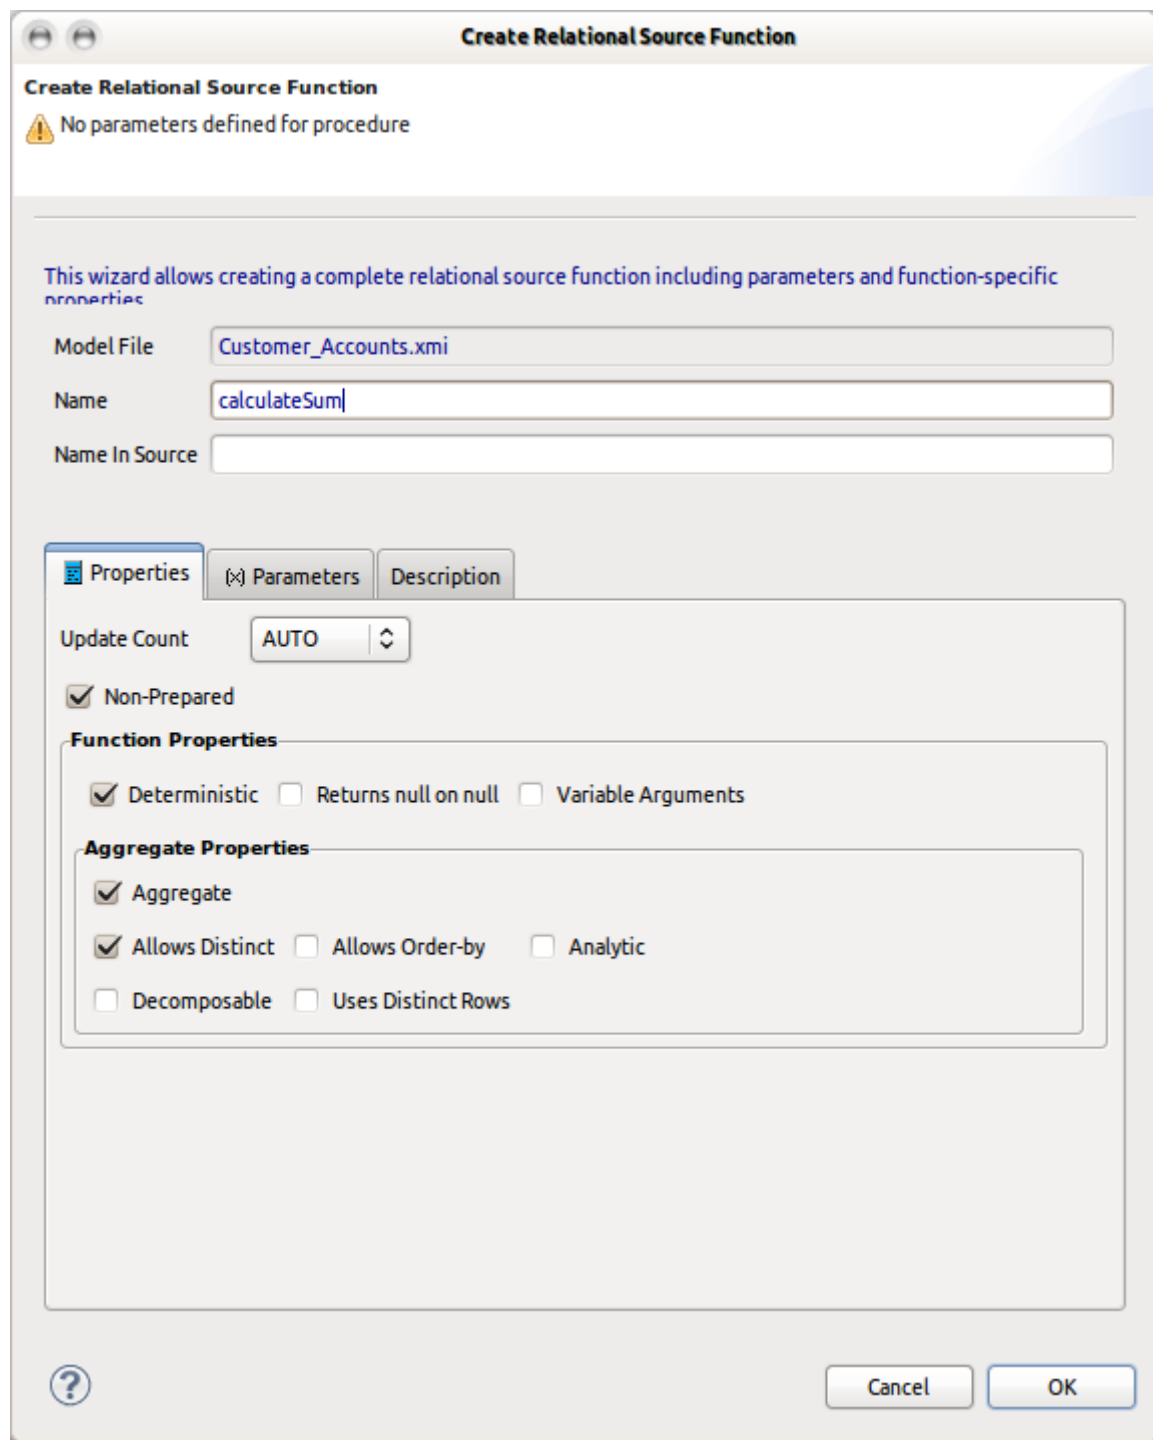 Create Relational Source Function
Create Relational Source Function
No parameters defined for procedure
This wizard allows creating a complete relational source function including parameters and function-specific
properties
Model File Customer_Accounts.xmi
Name calculateSum
Name In Source
Properties (x) Parameters Description
Update Count AUTO
Non-Prepared
Function Properties
Deterministic Returns null on null Variable Arguments
Aggregate Properties
Aggregate
Allows Distinct Allows Order-by Analytic
Decomposable Uses Distinct Rows
? Cancel OK